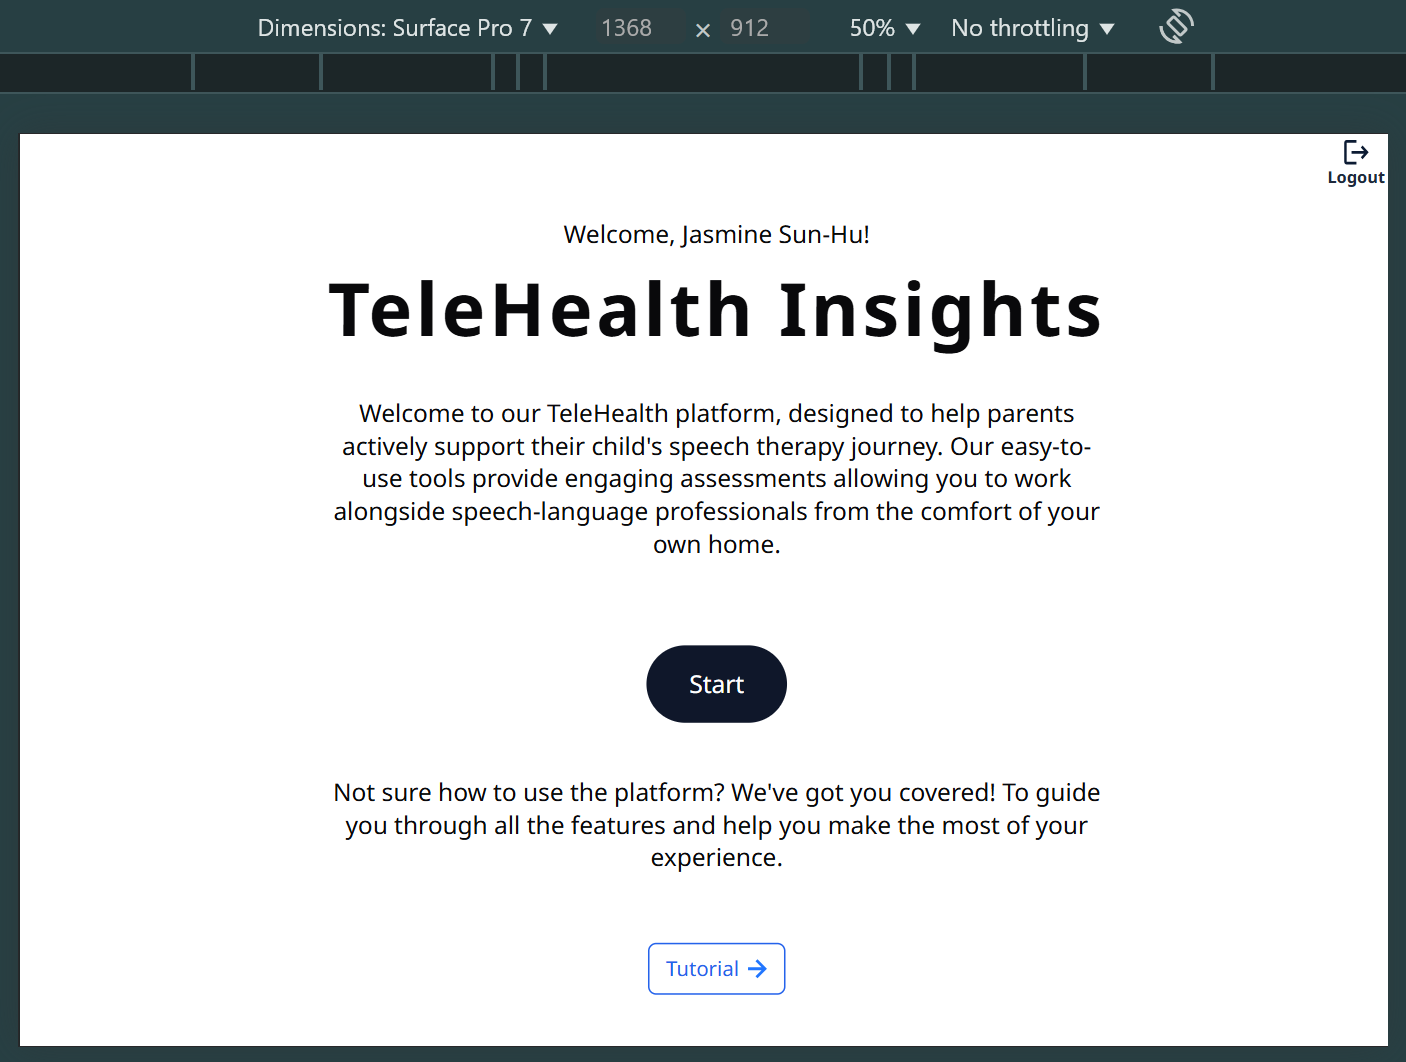 Dimensions: Surface Pro 7 ▼ 1368 × 912 50% ▼ No throttling ▼
Logout
Welcome, Jasmine Sun-Hu!
TeleHealth Insights
Welcome to our TeleHealth platform, designed to help parents
actively support their child's speech therapy journey. Our easy-to-
use tools provide engaging assessments allowing you to work
alongside speech-language professionals from the comfort of your
own home.
Start
Not sure how to use the platform? We've got you covered! To guide
you through all the features and help you make the most of your
experience.
Tutorial →